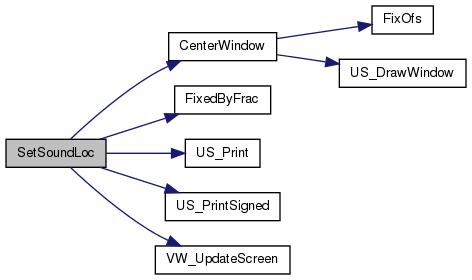 FixOfs
CenterWindow
US_DrawWindow
FixedByFrac
SetSoundLoc
US_Print
US_PrintSigned
VW_UpdateScreen